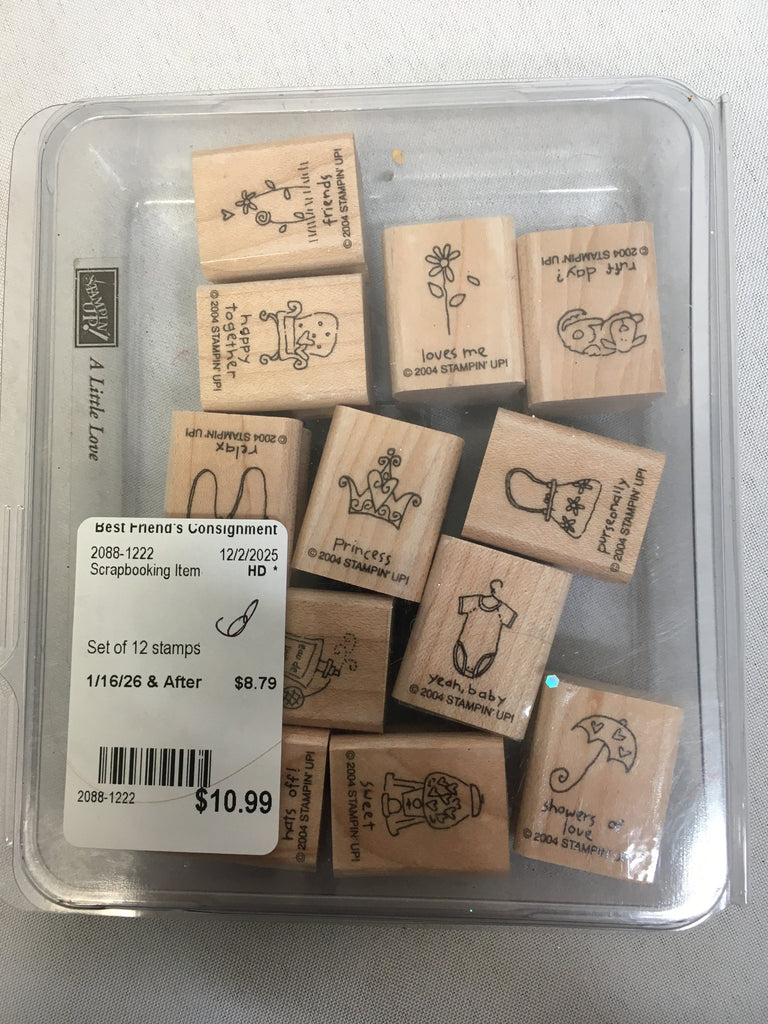 friends
© 2004 STAMPIN' UP!
happy
together
© 2004 STAMPIN' UP!
loves me
© 2004 STAMPIN' UP!
ruff day?
© 2004 STAMPIN' UP!
STAMPIN'
UP!
A Little Love
relax
© 2004 STAMPIN' UP!
Princess
© 2004 STAMPIN' UP!
purseonally
© 2004 STAMPIN' UP!
yeah, baby
© 2004 STAMPIN' UP!
hats off!
© 2004 STAMPIN' UP!
sweet
© 2004 STAMPIN' UP!
showers of
love
© 2004 STAMPIN' UP!
Best Friend's Consignment
2088-1222 12/2/2025
Scrapbooking Item HD *
Set of 12 stamps
1/16/26 & After $8.79
2088-1222 $10.99